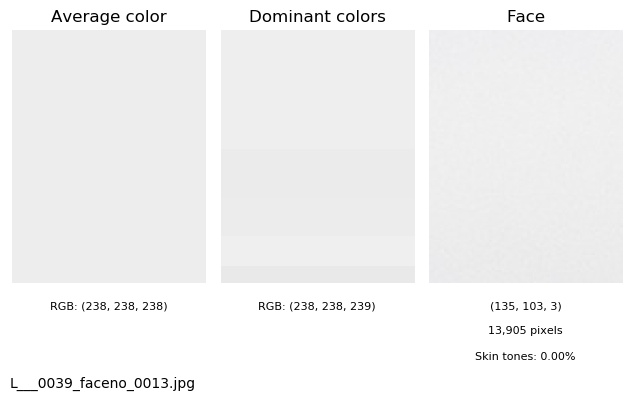 Average color
Dominant colors
Face
RGB: (238, 238, 238)
RGB: (238, 238, 239)
(135, 103, 3)
13,905 pixels
Skin tones: 0.00%
L___0039_faceno_0013.jpg